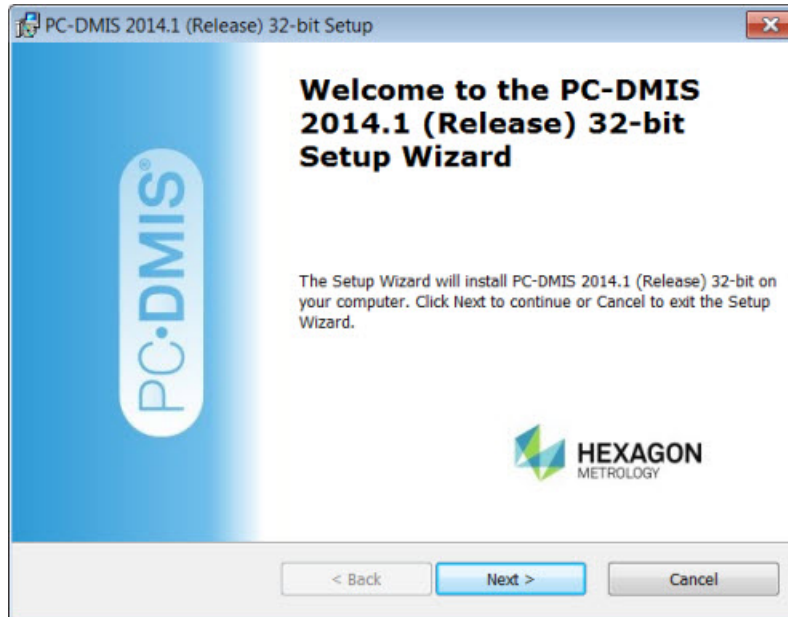 PC-DMIS 2014.1 (Release) 32-bit Setup
Welcome to the PC-DMIS
2014.1 (Release) 32-bit
Setup Wizard
PC•DMIS®
The Setup Wizard will install PC-DMIS 2014.1 (Release) 32-bit on
your computer. Click Next to continue or Cancel to exit the Setup
Wizard.
HEXAGON
METROLOGY
< Back
Next >
Cancel